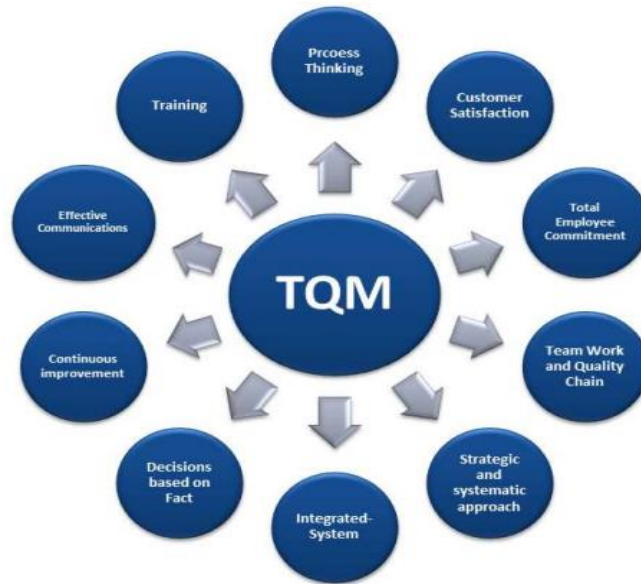 Prcoess
Thinking
Customer
Satisfaction
Total
Employee
Commitment
Team Work
and Quality
Chain
Strategic
and
systematic
approach
Integrated-
System
Decisions
based on
Fact
Continuous
improvement
Effective
Communications
Training
TQM